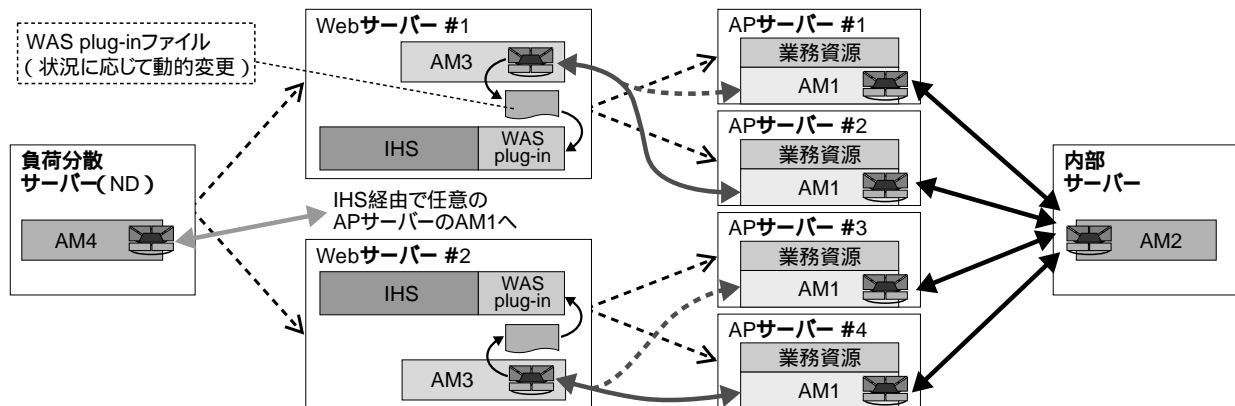 WAS plug-inファイル
(状況に応じて動的変更)
負荷分散
サーバー(ND)
AM4
Webサーバー #1
AM3
IHS
WAS
plug-in
IHS経由で任意の
APサーバーのAM1へ
Webサーバー #2
IHS
WAS
plug-in
AM3
APサーバー #1
業務資源
AM1
APサーバー #2
業務資源
AM1
APサーバー #3
業務資源
AM1
APサーバー #4
業務資源
AM1
内部
サーバー
AM2